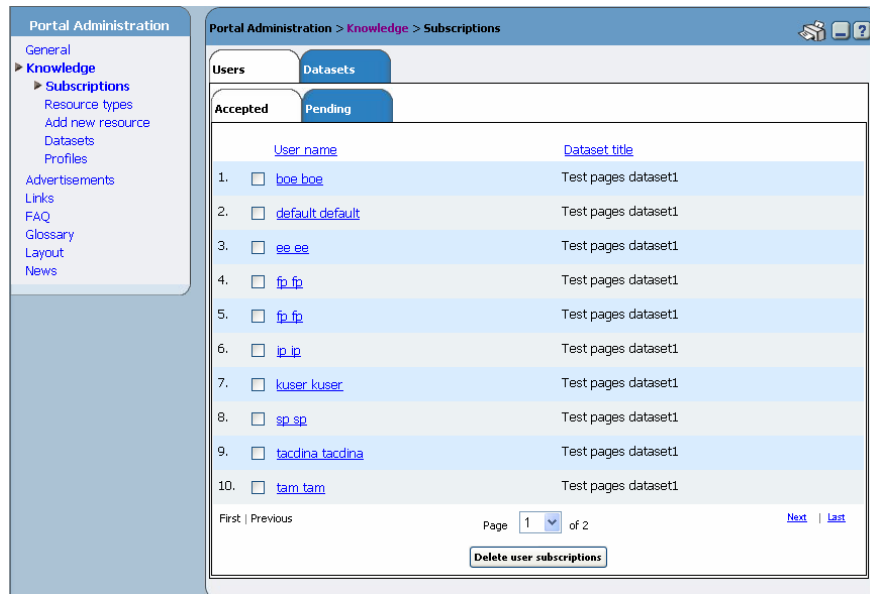 Portal Administration
General
Knowledge
Subscriptions
Resource types
Add new resource
Datasets
Profiles
Advertisements
Links
FAQ
Glossary
Layout
News
Portal Administration > Knowledge > Subscriptions
?
Users Datasets
Accepted Pending
User name Dataset title
1. boe boe Test pages dataset1
2. default default Test pages dataset1
3. ee ee Test pages dataset1
4. fp fp Test pages dataset1
5. fp fp Test pages dataset1
6. ip ip Test pages dataset1
7. kuser kuser Test pages dataset1
8. sp sp Test pages dataset1
9. tacdina tacdina Test pages dataset1
10. tam tam Test pages dataset1
First | Previous Page 1 of 2 Next | Last
Delete user subscriptions